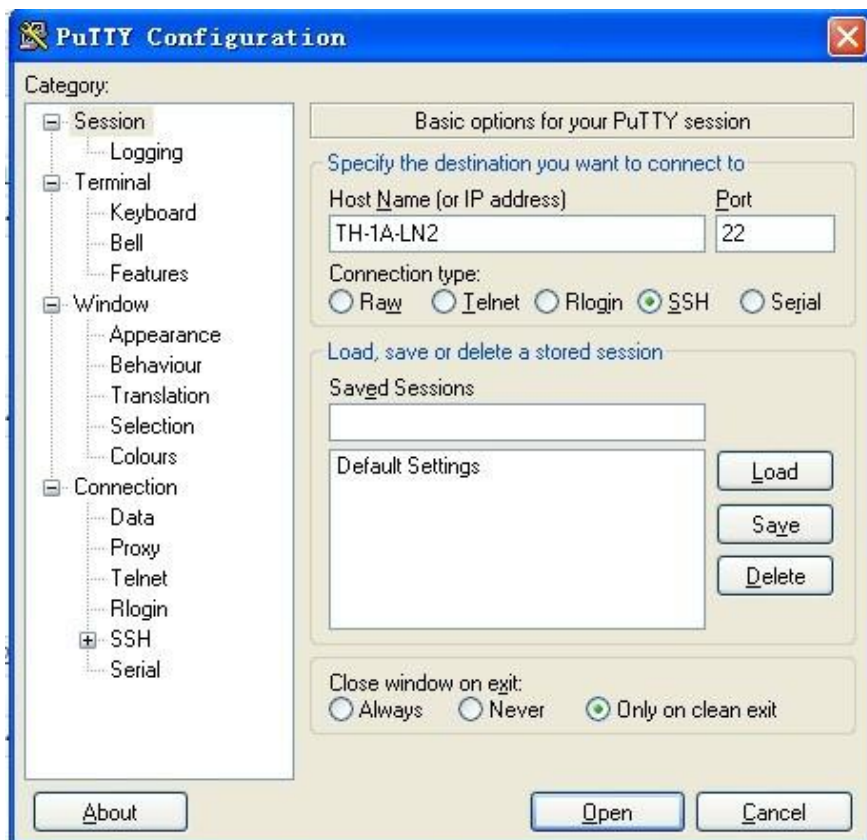 PuTTY Configuration
Category:
Session
Logging
Terminal
Keyboard
Bell
Features
Window
Appearance
Behaviour
Translation
Selection
Colours
Connection
Data
Proxy
Telnet
Rlogin
SSH
Serial
Basic options for your PuTTY session
Specify the destination you want to connect to
Host Name (or IP address) Port
TH-1A-LN2 22
Connection type:
Raw Telnet Rlogin SSH Serial
Load, save or delete a stored session
Saved Sessions
Default Settings
Load
Save
Delete
Close window on exit:
Always Never Only on clean exit
About Open Cancel